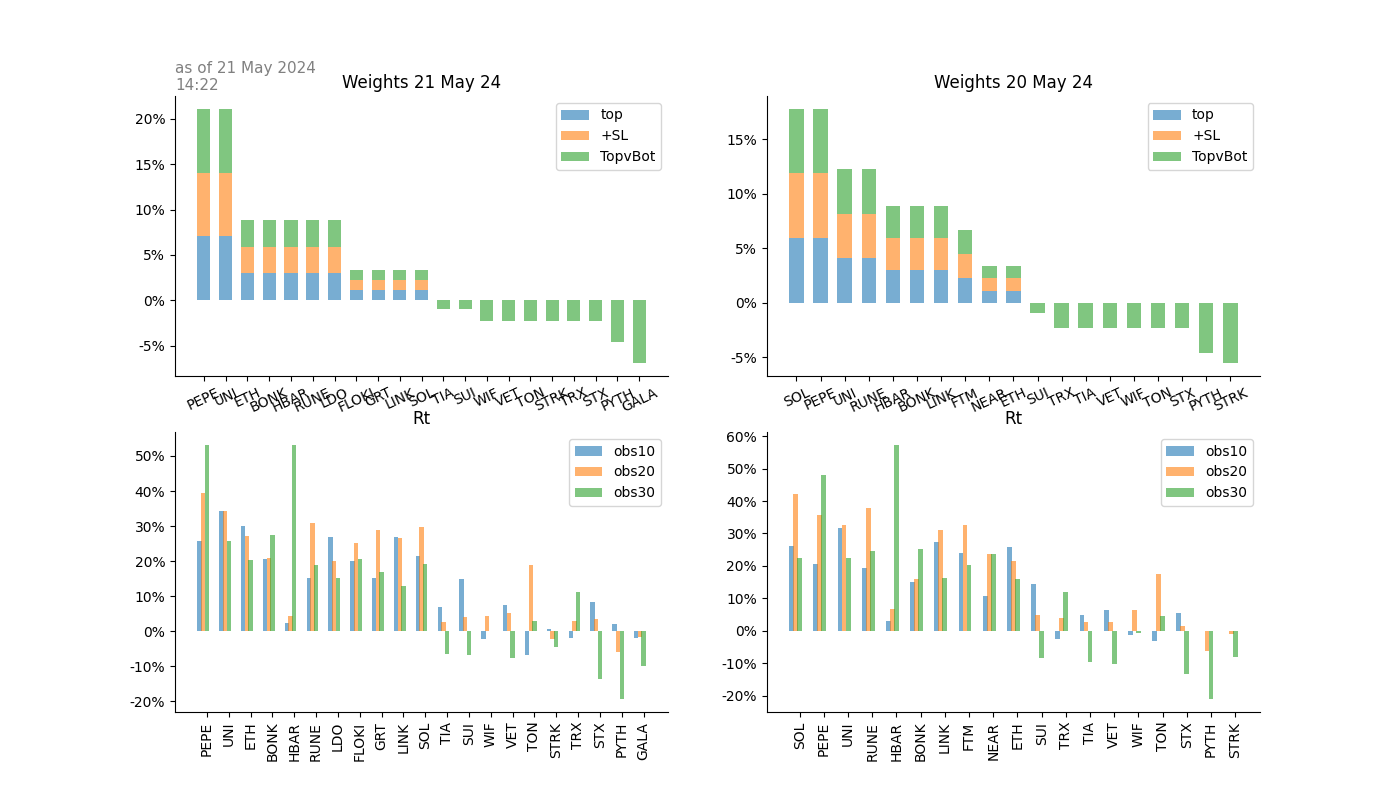 as of 21 May 2024
14:22
Weights 21 May 24
20%
15%
10%
5%
0%
-5%
top
+SL
TopvBot
PEPE UNI ETH BONK HBAR RUNE LDO FLOKI GRT LINK SOL TIA SUI WIF VET TON STRK TRX STX PYTH GALA
Weights 20 May 24
15%
10%
5%
0%
-5%
top
+SL
TopvBot
SOL PEPE UNI RUNE HBAR BONK LINK FTM NEAR ETH SUI TRX TIA VET WIF TON STX PYTH STRK
Rt
50%
40%
30%
20%
10%
0%
-10%
-20%
obs10
obs20
obs30
PEPE UNI ETH BONK HBAR RUNE LDO FLOKI GRT LINK SOL TIA SUI WIF VET TON STRK TRX STX PYTH GALA
Rt
60%
50%
40%
30%
20%
10%
0%
-10%
-20%
obs10
obs20
obs30
SOL PEPE UNI RUNE HBAR BONK LINK FTM NEAR ETH SUI TRX TIA VET WIF TON STX PYTH STRK